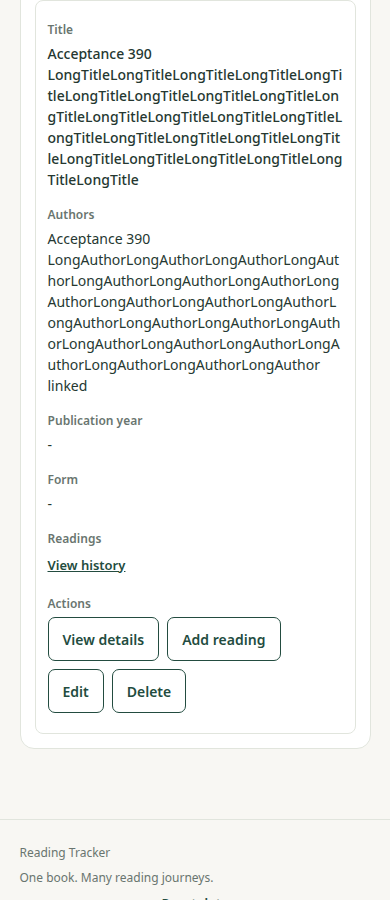 Title
Acceptance 390
LongTitleLongTitleLongTitleLongTitleLongTi
tleLongTitleLongTitleLongTitleLongTitleLon
gTitleLongTitleLongTitleLongTitleLongTitleL
ongTitleLongTitleLongTitleLongTitleLongTit
leLongTitleLongTitleLongTitleLongTitleLong
TitleLongTitle
Authors
Acceptance 390
LongAuthorLongAuthorLongAuthorLongAut
horLongAuthorLongAuthorLongAuthorLong
AuthorLongAuthorLongAuthorLongAuthorL
ongAuthorLongAuthorLongAuthorLongAuth
orLongAuthorLongAuthorLongAuthorLongA
uthorLongAuthorLongAuthorLongAuthor
linked
Publication year
-
Form
-
Readings
View history
Actions
View details Add reading
Edit Delete
Reading Tracker
One book. Many reading journeys.